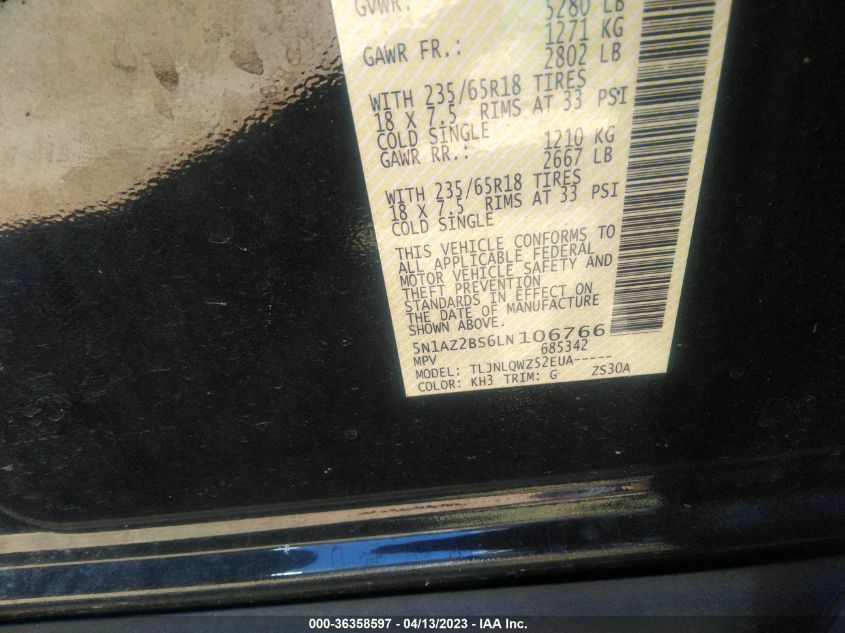 GVWR: 5280 LB
1271 KG
GAWR FR.: 2802 LB
WITH 235/65R18 TIRES
18 X 7.5 RIMS AT 33 PSI
COLD SINGLE
1210 KG
GAWR RR.: 2667 LB
WITH 235/65R18 TIRES
18 X 7.5 RIMS AT 33 PSI
COLD SINGLE
THIS VEHICLE CONFORMS TO
ALL APPLICABLE FEDERAL
MOTOR VEHICLE SAFETY AND
THEFT PREVENTION
STANDARDS IN EFFECT ON
THE DATE OF MANUFACTURE
SHOWN ABOVE.
5N1AZ2BS6LN106766
MPV 685342
MODEL: TLJNLQWZ52EUA-----
COLOR: KH3 TRIM: G ZS30A
000-36358597 - 04/13/2023 - IAA Inc.